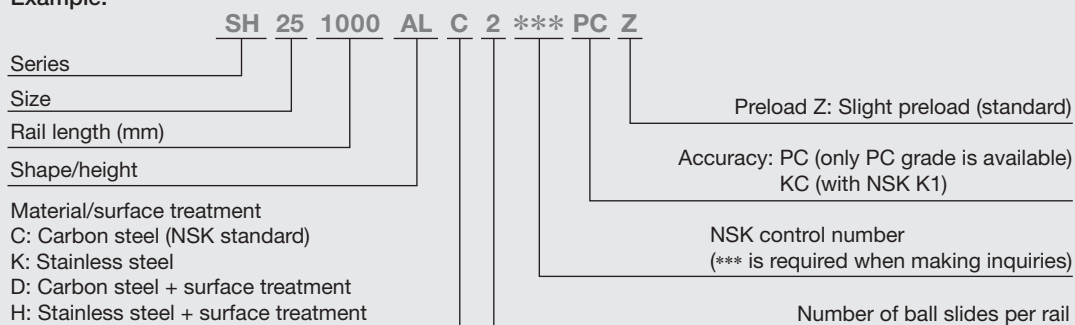 SH 25 1000 AL C 2 *** PC Z
Series
Size
Rail length (mm)
Shape/height
Material/surface treatment
C: Carbon steel (NSK standard)
K: Stainless steel
D: Carbon steel + surface treatment
H: Stainless steel + surface treatment
Preload Z: Slight preload (standard)
Accuracy: PC (only PC grade is available)
KC (with NSK K1)
NSK control number
(*** is required when making inquiries)
Number of ball slides per rail